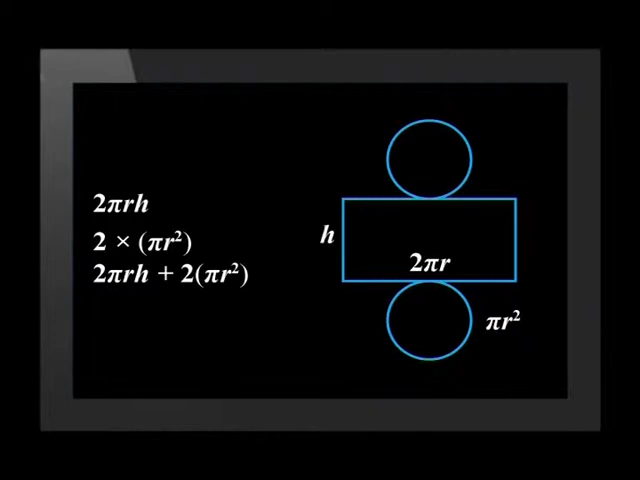 2πrh
2 × (πr²)
2πrh + 2(πr²)
h
2πr
πr²